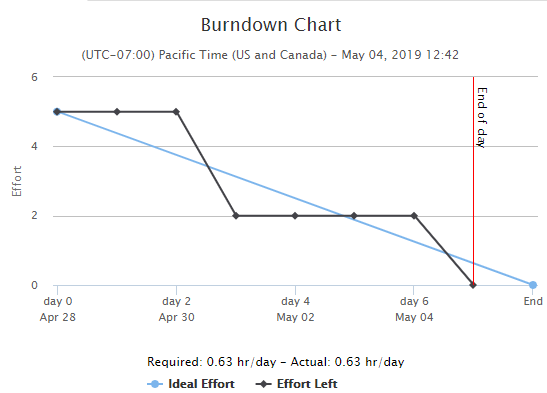 Burndown Chart
(UTC-07:00) Pacific Time (US and Canada) - May 04, 2019 12:42
6
End of day
4
Effort
2
0
day 0 day 2 day 4 day 6 End
Apr 28 Apr 30 May 02 May 04
Required: 0.63 hr/day - Actual: 0.63 hr/day
Ideal Effort Effort Left